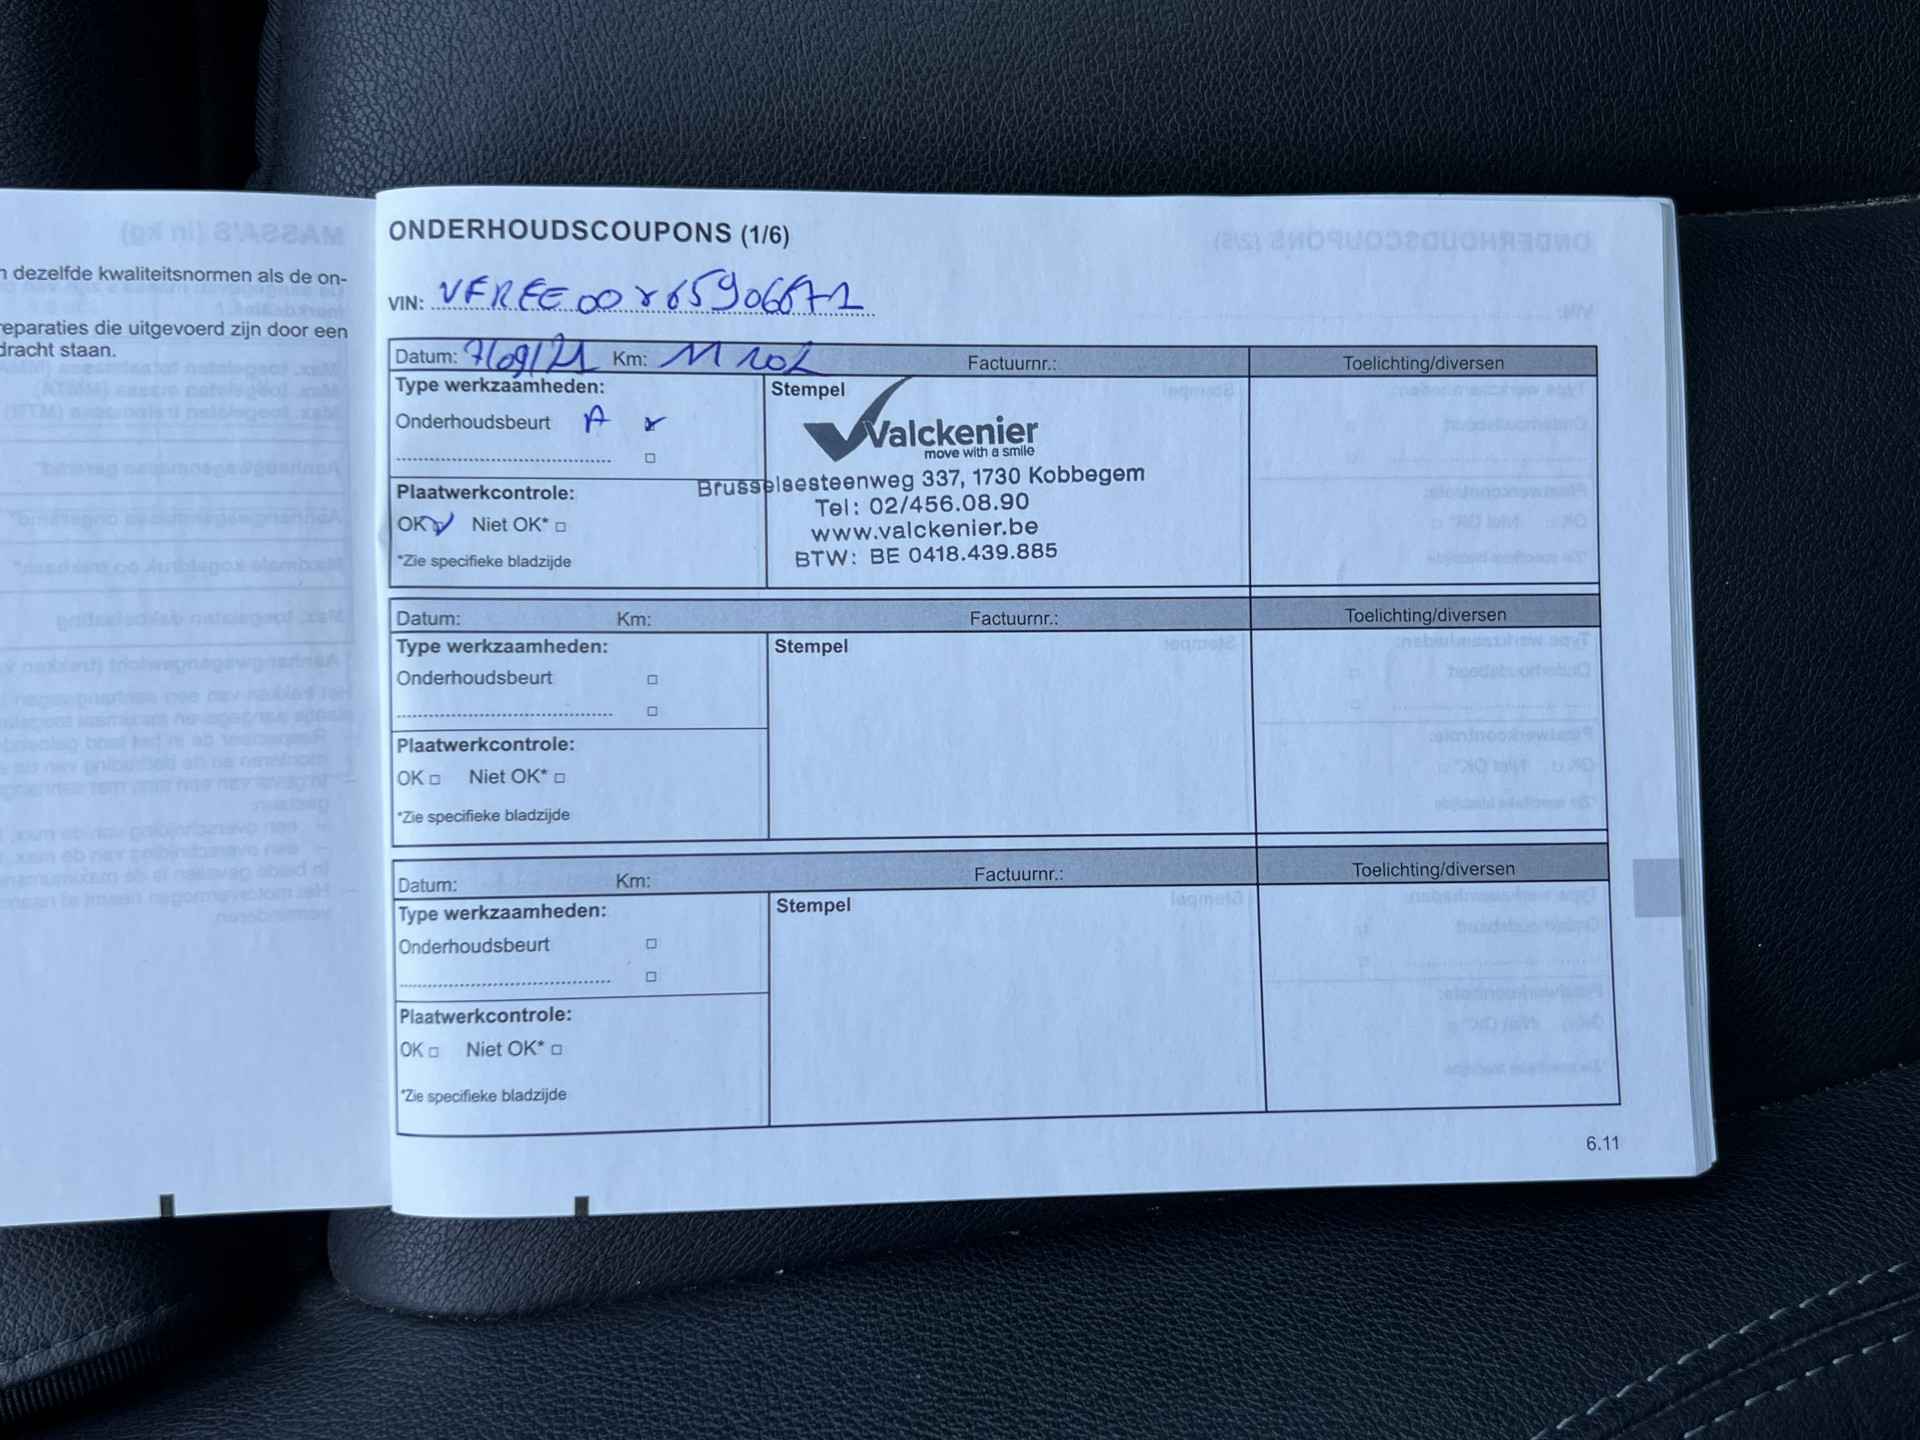 n dezelfde kwaliteitsnormen als de on-
reparaties die uitgevoerd zijn door een
dracht staan.
ONDERHOUDSCOUPONS (1/6)
VIN:
Datum: 7/09/21 Km: 11 102 Factuurnr.: Toelichting/diversen
Type werkzaamheden: Stempel
Onderhoudsbeurt A
Valckenier
move with a smile
Plaatwerkcontrole:
Brusselsesteenweg 337, 1730 Kobbegem
OK Niet OK*
Tel: 02/456.08.90
www.valckenier.be
*Zie specifieke bladzijde
BTW: BE 0418.439.885
Datum: Km: Factuurnr.: Toelichting/diversen
Type werkzaamheden: Stempel
Onderhoudsbeurt
Plaatwerkcontrole:
OK Niet OK*
*Zie specifieke bladzijde
Datum: Km: Factuurnr.: Toelichting/diversen
Type werkzaamheden: Stempel
Onderhoudsbeurt
Plaatwerkcontrole:
OK Niet OK*
*Zie specifieke bladzijde
6.11